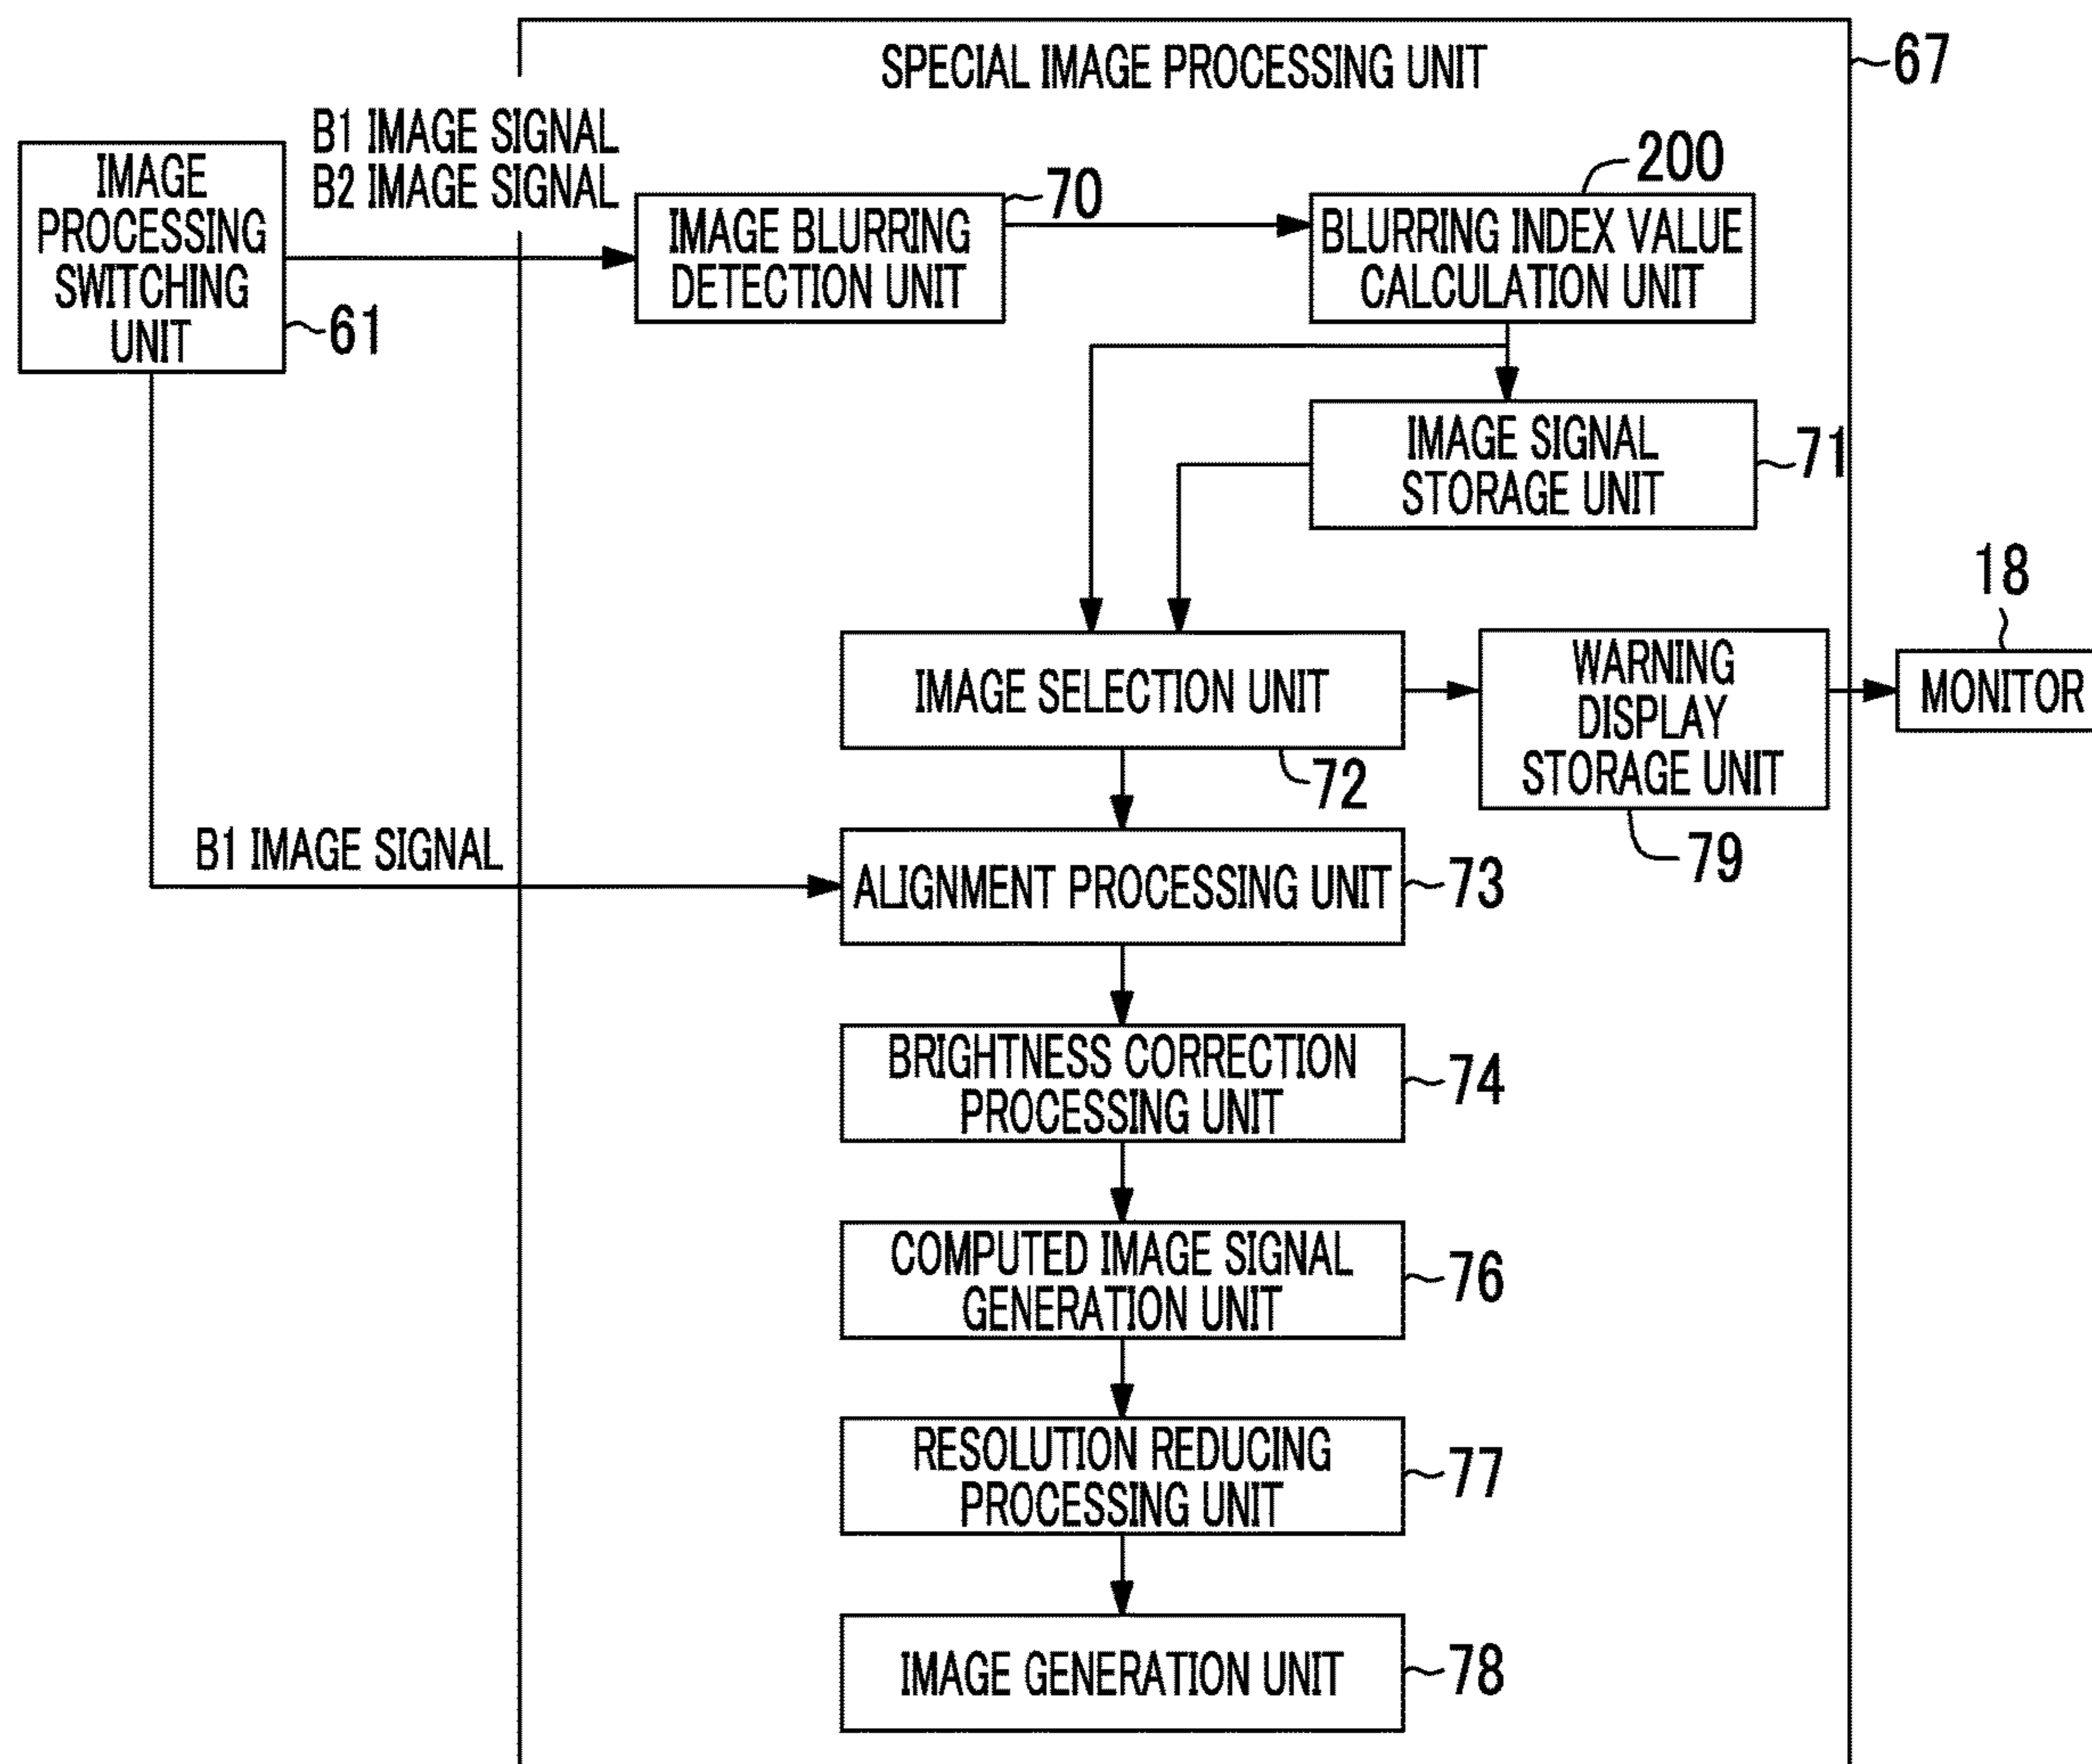 SPECIAL IMAGE PROCESSING UNIT
67
B1 IMAGE SIGNAL
B2 IMAGE SIGNAL
IMAGE
PROCESSING
SWITCHING
UNIT
61
IMAGE BLURRING
DETECTION UNIT
70
BLURRING INDEX VALUE
CALCULATION UNIT
200
IMAGE SIGNAL
STORAGE UNIT
71
IMAGE SELECTION UNIT
72
WARNING
DISPLAY
STORAGE UNIT
79
18
MONITOR
B1 IMAGE SIGNAL
ALIGNMENT PROCESSING UNIT
73
BRIGHTNESS CORRECTION
PROCESSING UNIT
74
COMPUTED IMAGE SIGNAL
GENERATION UNIT
76
RESOLUTION REDUCING
PROCESSING UNIT
77
IMAGE GENERATION UNIT
78